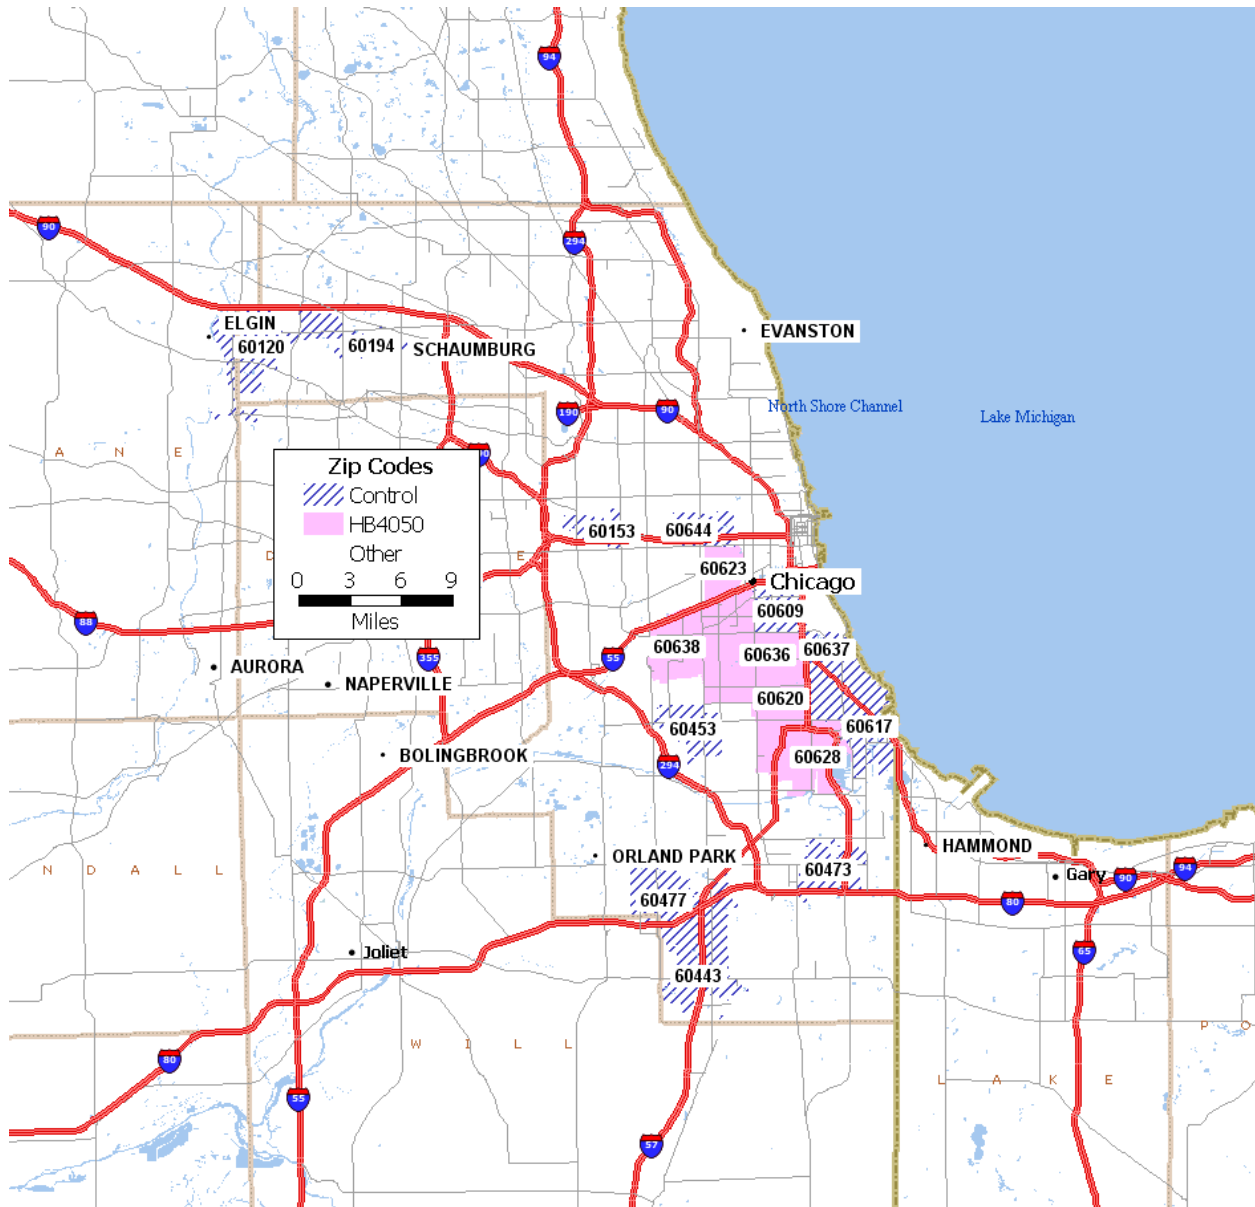 94
90
294
ELGIN
60120
60194
SCHAUMBURG
EVANSTON
190
90
North Shore Channel
Lake Michigan
A N E
Zip Codes
Control
HB4050
Other
0 3 6 9
Miles
D
E
60153
60644
60623
Chicago
60609
88
355
55
60638
60636
60637
AURORA
NAPERVILLE
60620
60453
60617
BOLINGBROOK
294
60628
ORLAND PARK
HAMMOND
N D A L L
60473
Gary
90
94
60477
80
Joliet
65
60443
P O
W I L L
80
L A K E
55
57